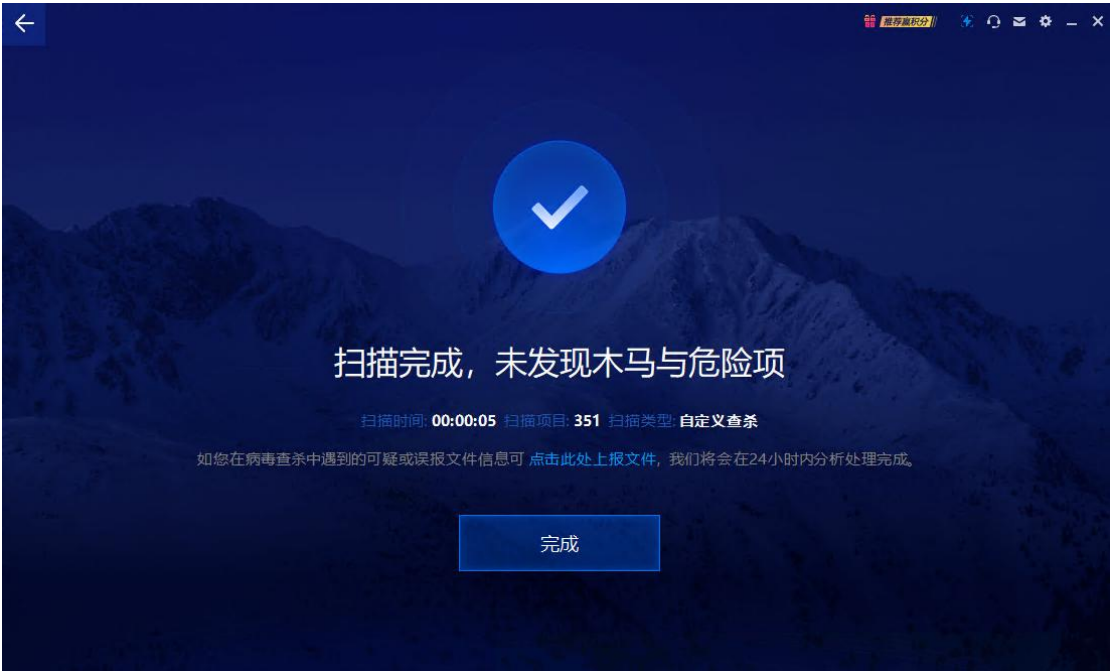 推荐赢积分
扫描完成，未发现木马与危险项
扫描时间: 00:00:05 扫描项目: 351 扫描类型: 自定义查杀
如您在病毒查杀中遇到的可疑或误报文件信息可 点击此处上报文件，我们将会在24小时内分析处理完成。
完成